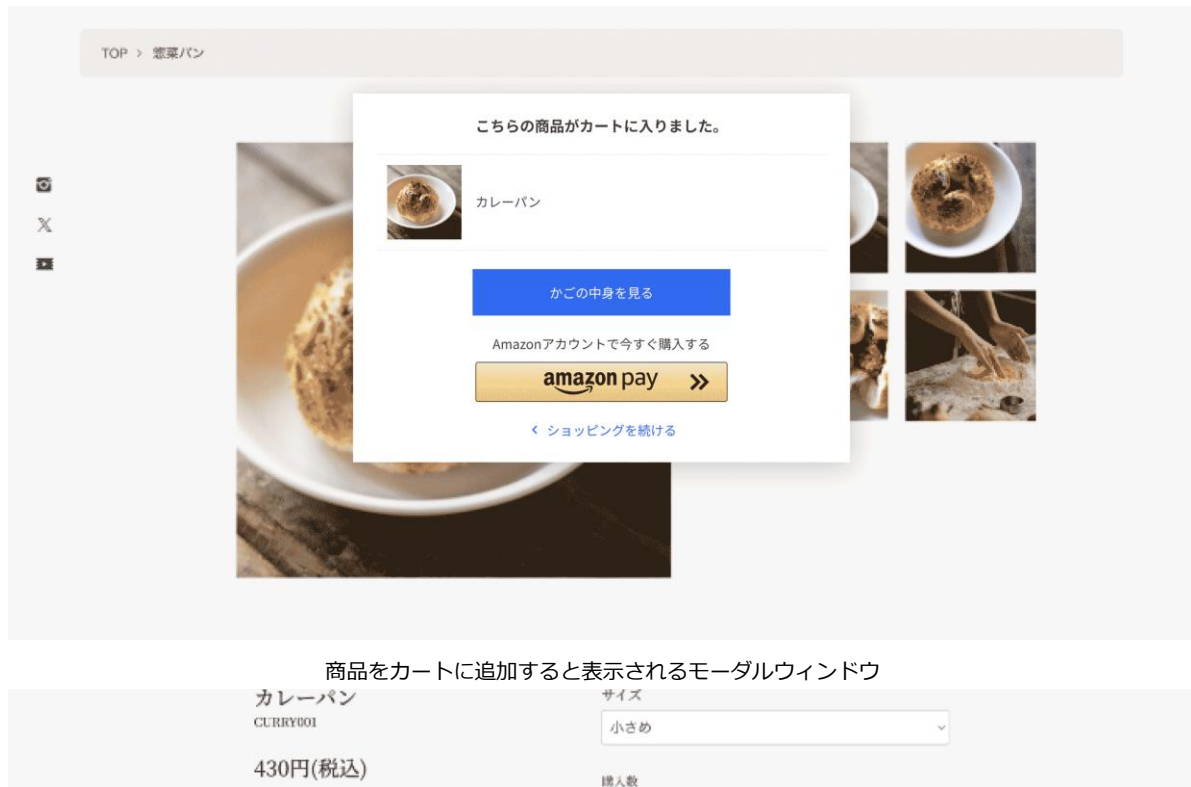 TOP > 惣菜パン
こちらの商品がカートに入りました。
カレーパン
かごの中身を見る
Amazonアカウントで今すぐ購入する
amazon pay
ショッピングを続ける
商品をカートに追加すると表示されるモーダルウィンドウ
カレーパン
CURRY001
430円(税込)
サイズ
小さめ
購入数